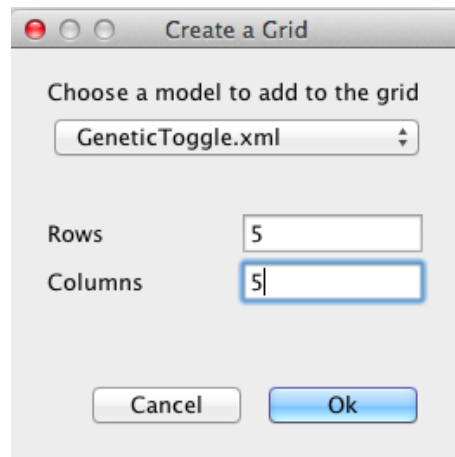 Create a Grid
Choose a model to add to the grid
GeneticToggle.xml
Rows 5
Columns 5
Cancel Ok